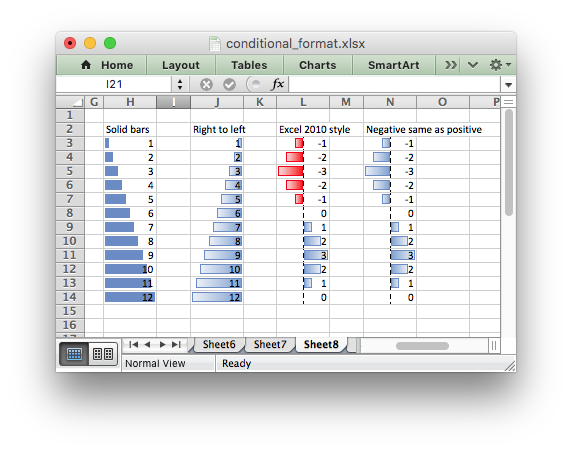 conditional_format.xlsx
Home Layout Tables Charts SmartArt
I21 fx
G H I J K L M N O P
1
2 Solid bars Right to left Excel 2010 style Negative same as positive
3 1 1 -1 -1
4 2 2 -2 -2
5 3 3 -3 -3
6 4 4 -2 -2
7 5 5 -1 -1
8 6 6 0 0
9 7 7 1 1
10 8 8 2 2
11 9 9 3 3
12 10 10 2 2
13 11 11 1 1
14 12 12 0 0
15
16
17
Sheet6 Sheet7 Sheet8
Normal View Ready